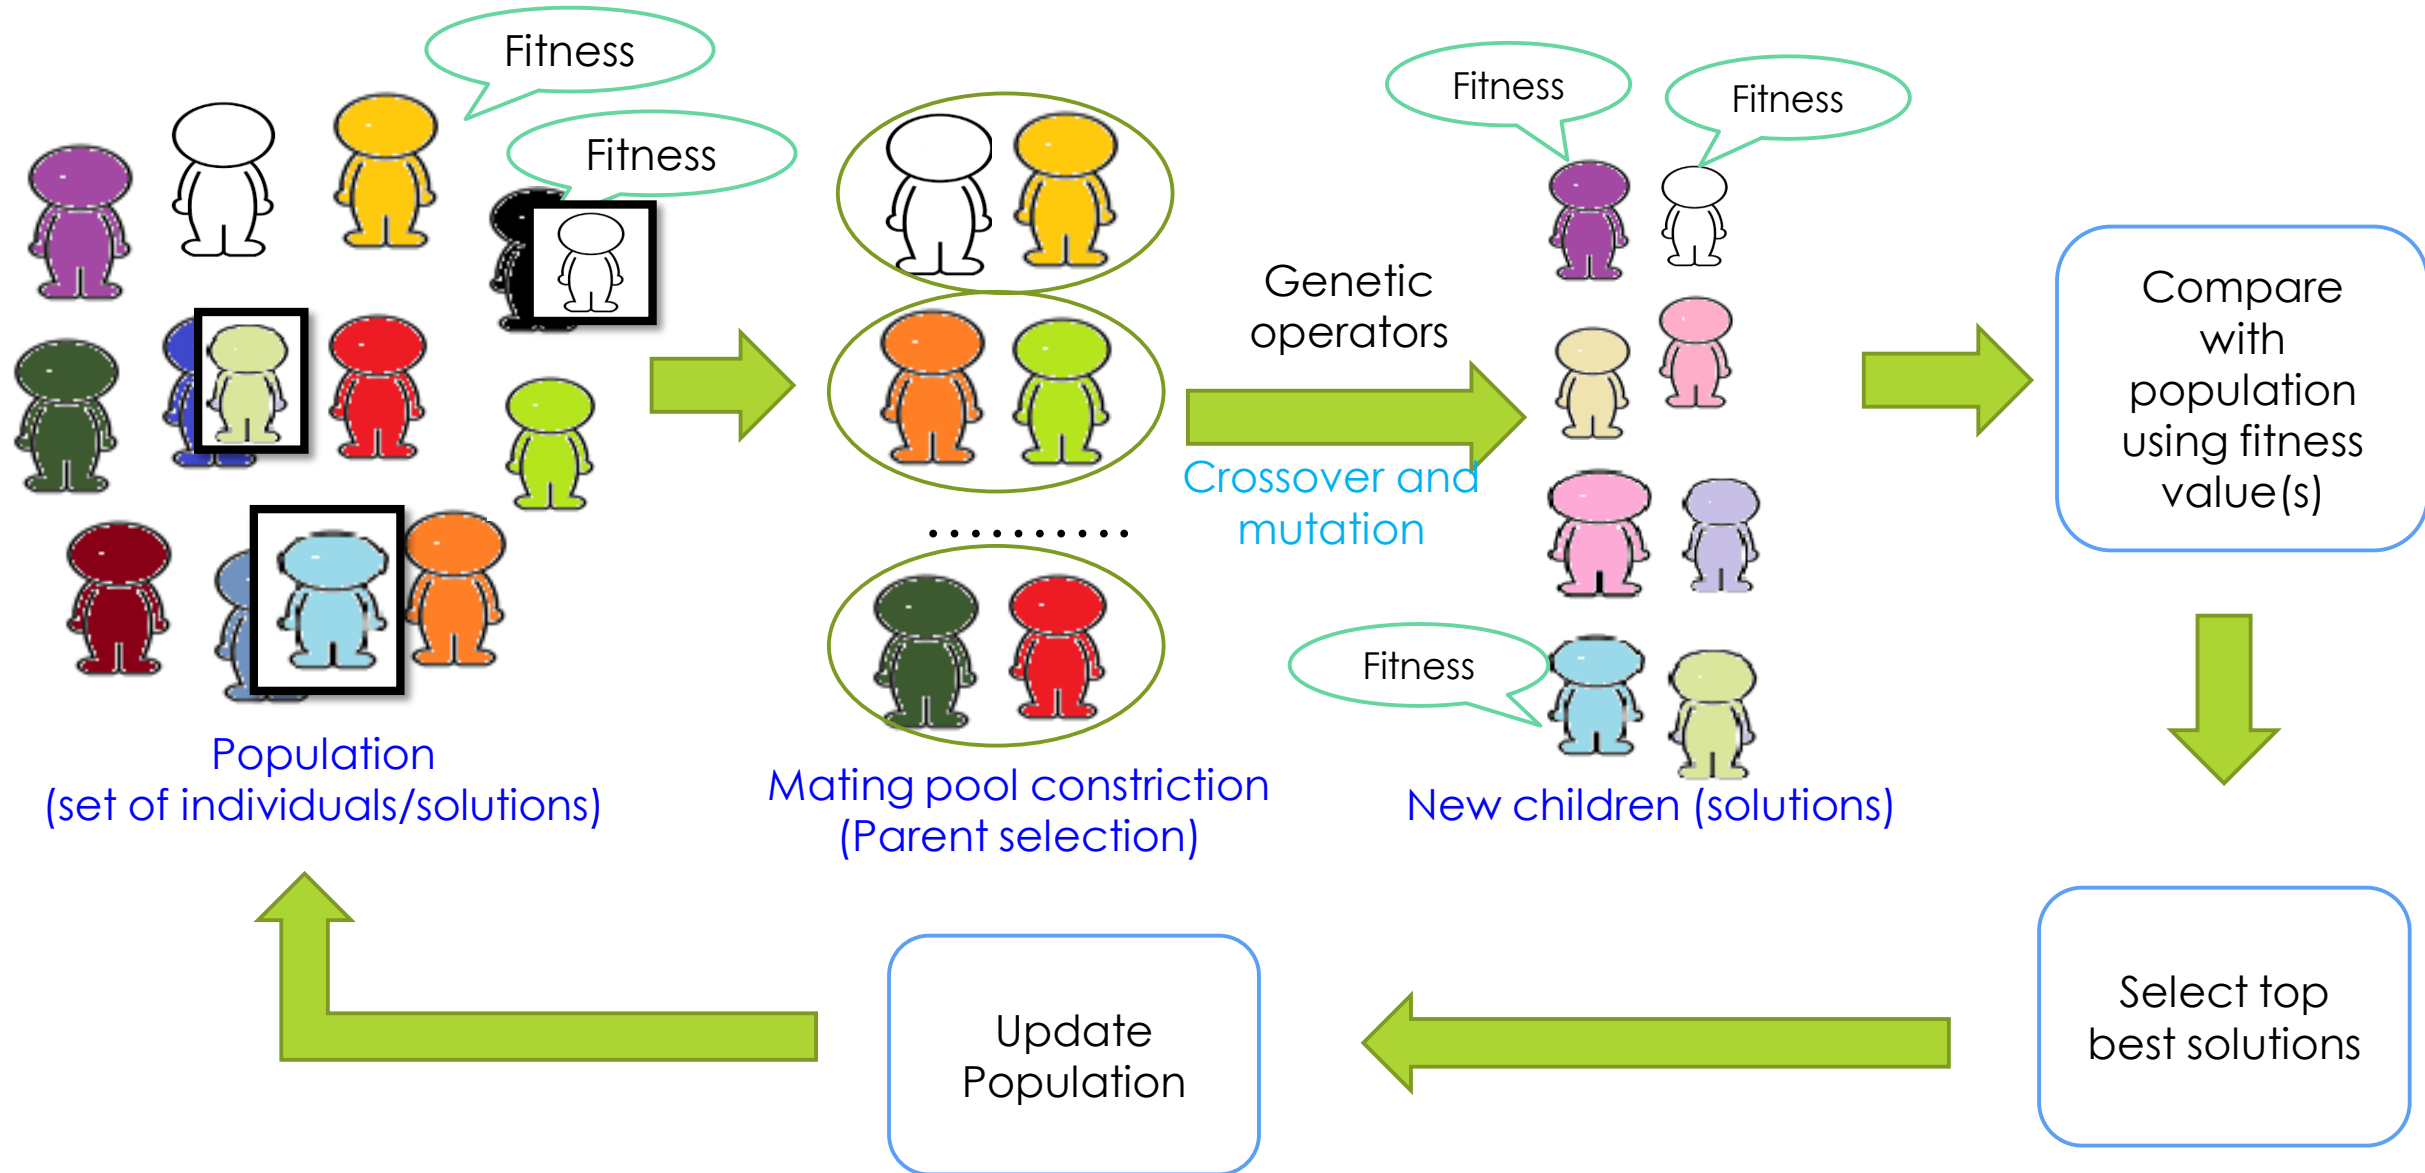 Fitness
Fitness
Population
(set of individuals/solutions)
..........
Mating pool constriction
(Parent selection)
Genetic
operators
Crossover and
mutation
Fitness
Fitness
Fitness
New children (solutions)
Compare
with
population
using fitness
value(s)
Select top
best solutions
Update
Population